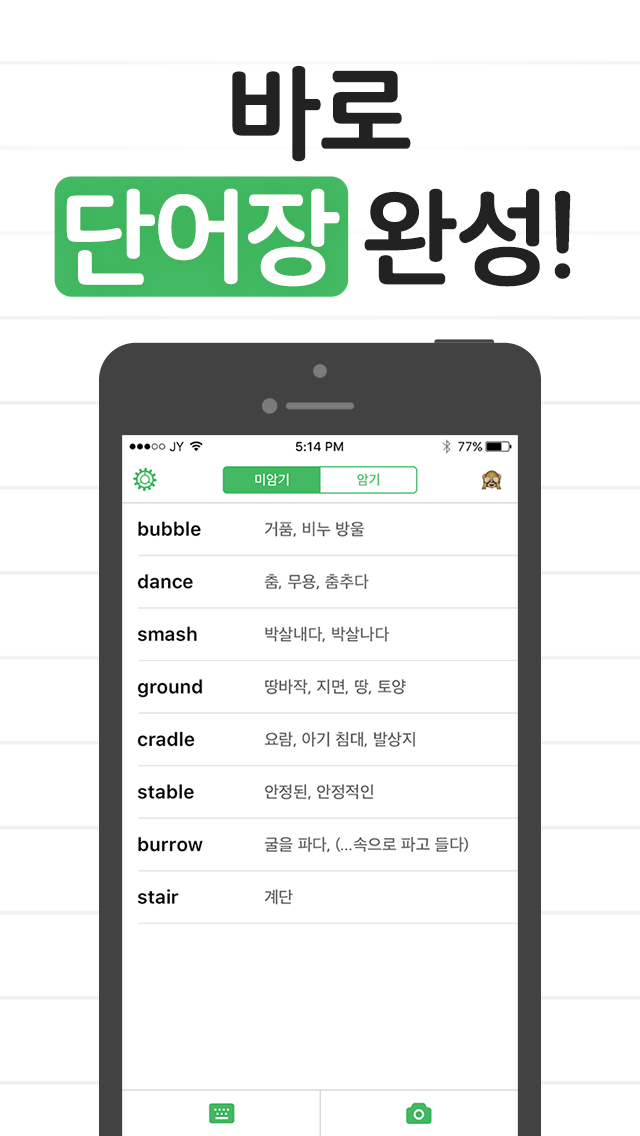 바로
단어장 완성!
JY 5:14 PM 77%
미암기 암기
bubble 거품, 비누 방울
dance 춤, 무용, 춤추다
smash 박살내다, 박살나다
ground 땅바작, 지면, 땅, 토양
cradle 요람, 아기 침대, 발상지
stable 안정된, 안정적인
burrow 굴을 파다, (...속으로 파고 들다)
stair 계단